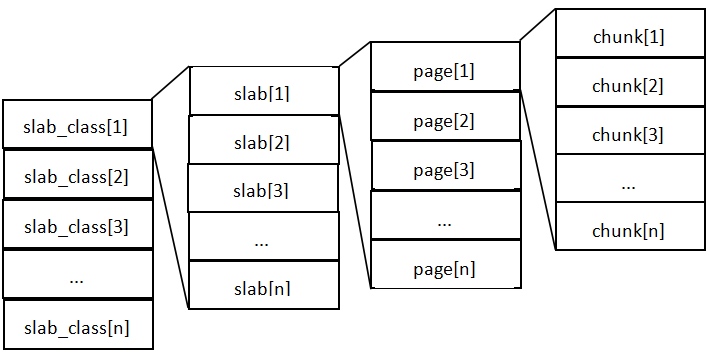 slab_class[1]
slab_class[2]
slab_class[3]
...
slab_class[n]
slab[1]
slab[2]
slab[3]
...
slab[n]
page[1]
page[2]
page[3]
...
page[n]
chunk[1]
chunk[2]
chunk[3]
...
chunk[n]